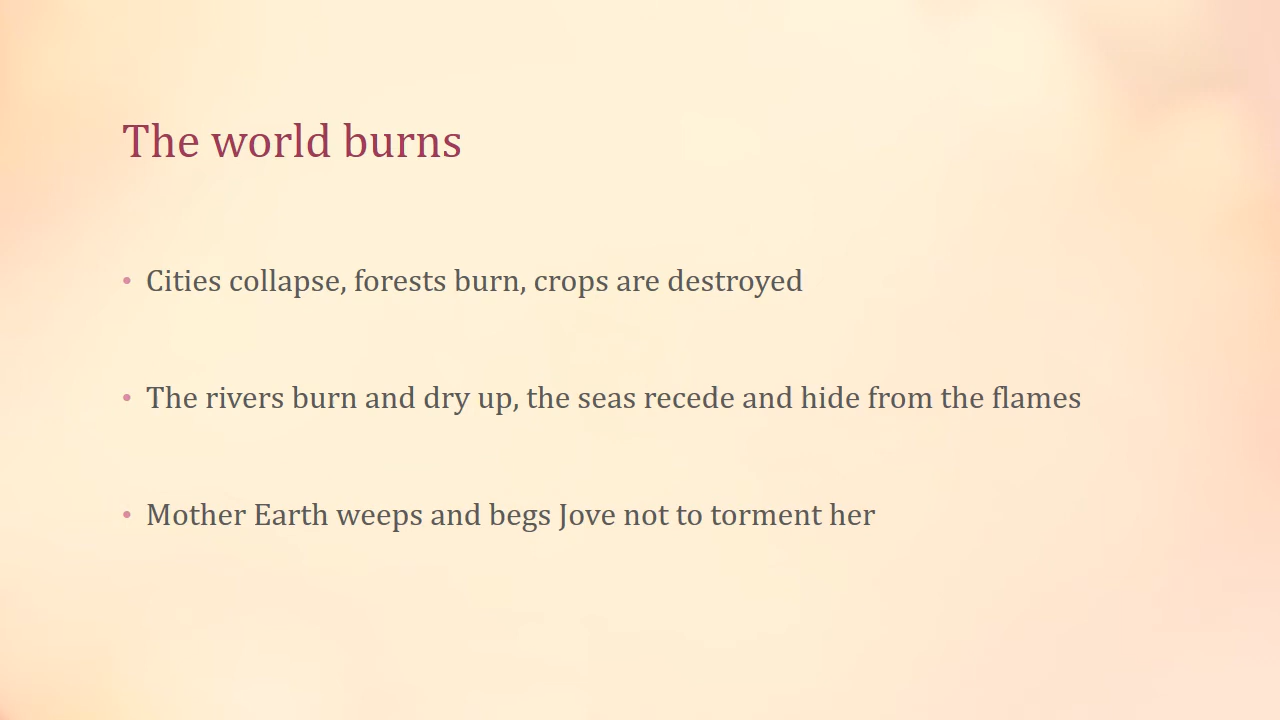 The world burns
• Cities collapse, forests burn, crops are destroyed
• The rivers burn and dry up, the seas recede and hide from the flames
• Mother Earth weeps and begs Jove not to torment her